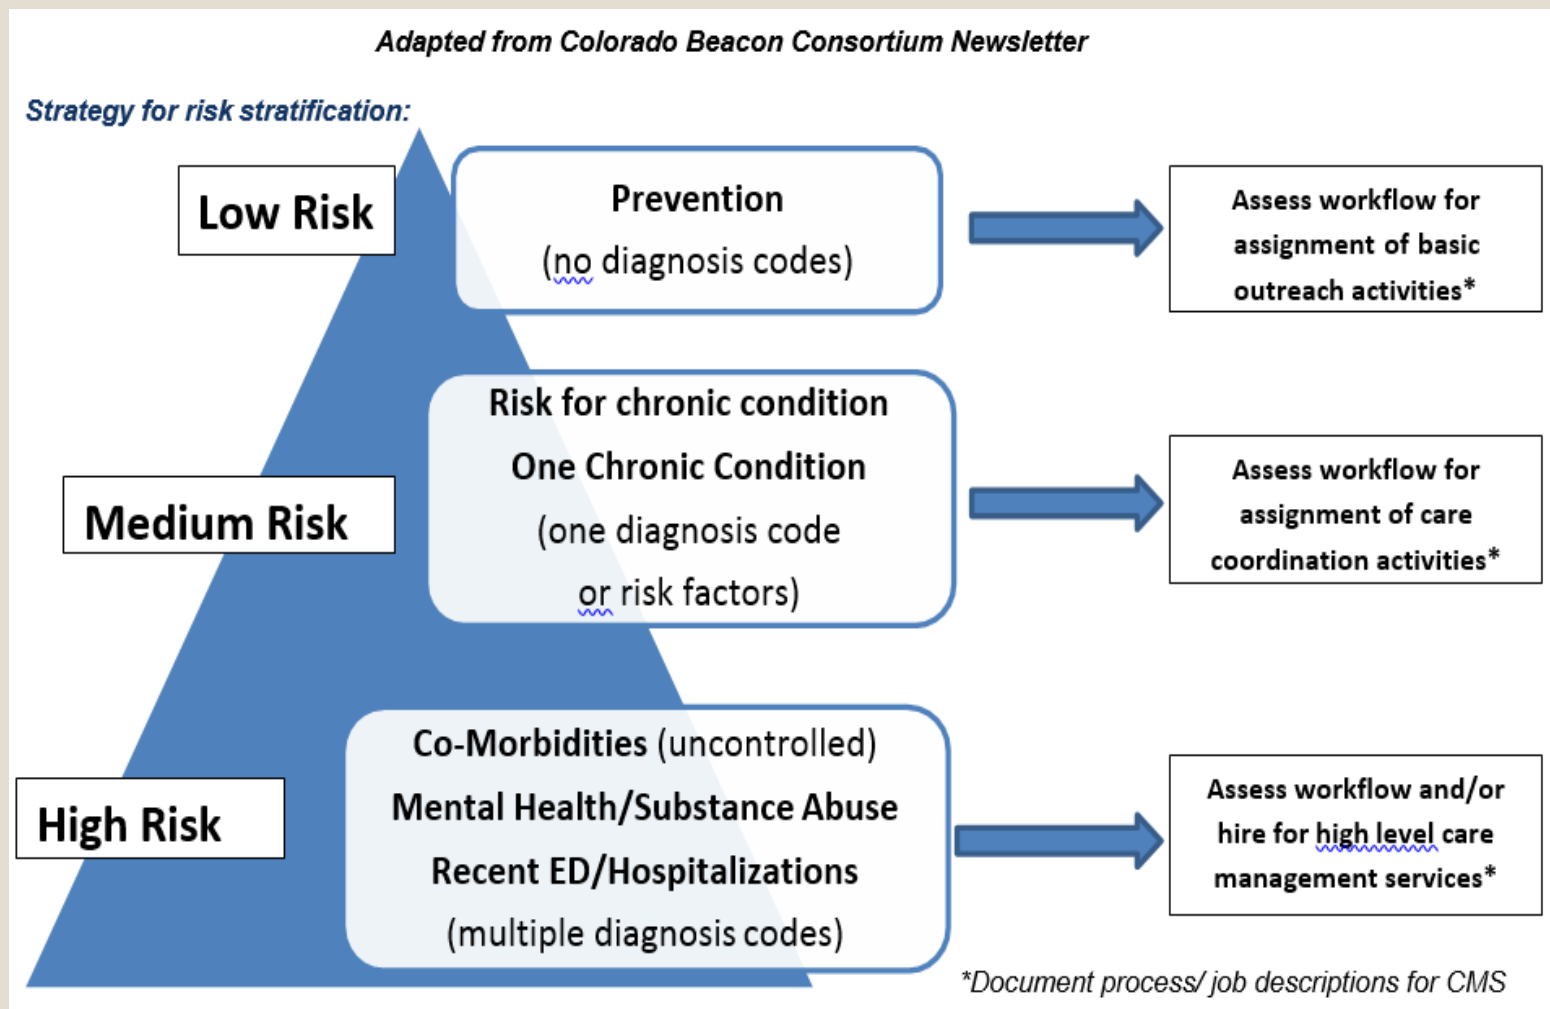 Adapted from Colorado Beacon Consortium Newsletter
Strategy for risk stratification:
Low Risk
Prevention
(no diagnosis codes)
Assess workflow for
assignment of basic
outreach activities*
Medium Risk
Risk for chronic condition
One Chronic Condition
(one diagnosis code
or risk factors)
Assess workflow for
assignment of care
coordination activities*
High Risk
Co-Morbidities (uncontrolled)
Mental Health/Substance Abuse
Recent ED/Hospitalizations
(multiple diagnosis codes)
Assess workflow and/or
hire for high level care
management services*
*Document process/ job descriptions for CMS